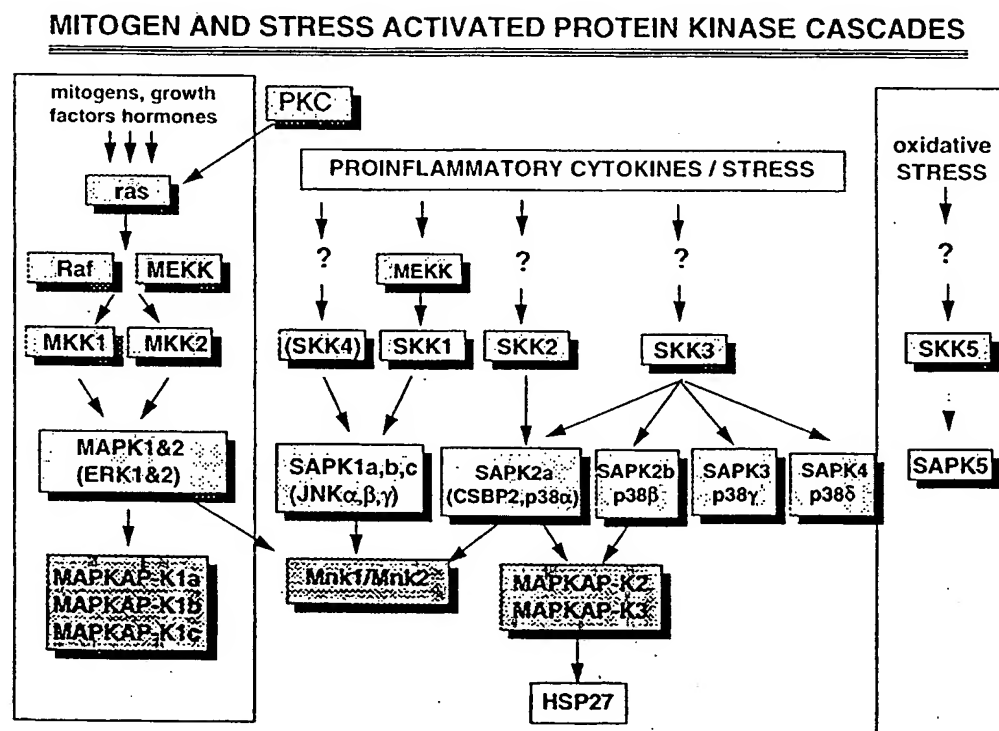 MITOGEN AND STRESS ACTIVATED PROTEIN KINASE CASCADES
mitogens, growth
factors hormones
PKC
ras
Raf
MEKK
MKK1
MKK2
MAPK1&2
(ERK1&2)
MAPKAP-K1a
MAPKAP-K1b
MAPKAP-K1c
PROINFLAMMATORY CYTOKINES / STRESS
?
MEKK
?
?
(SKK4)
SKK1
SKK2
SKK3
SAPK1a,b,c
(JNKα,β,γ)
SAPK2a
(CSBP2,p38α)
SAPK2b
p38β
SAPK3
p38γ
SAPK4
p38δ
Mnk1/Mnk2
MAPKAP-K2
MAPKAP-K3
HSP27
oxidative
STRESS
?
SKK5
SAPK5